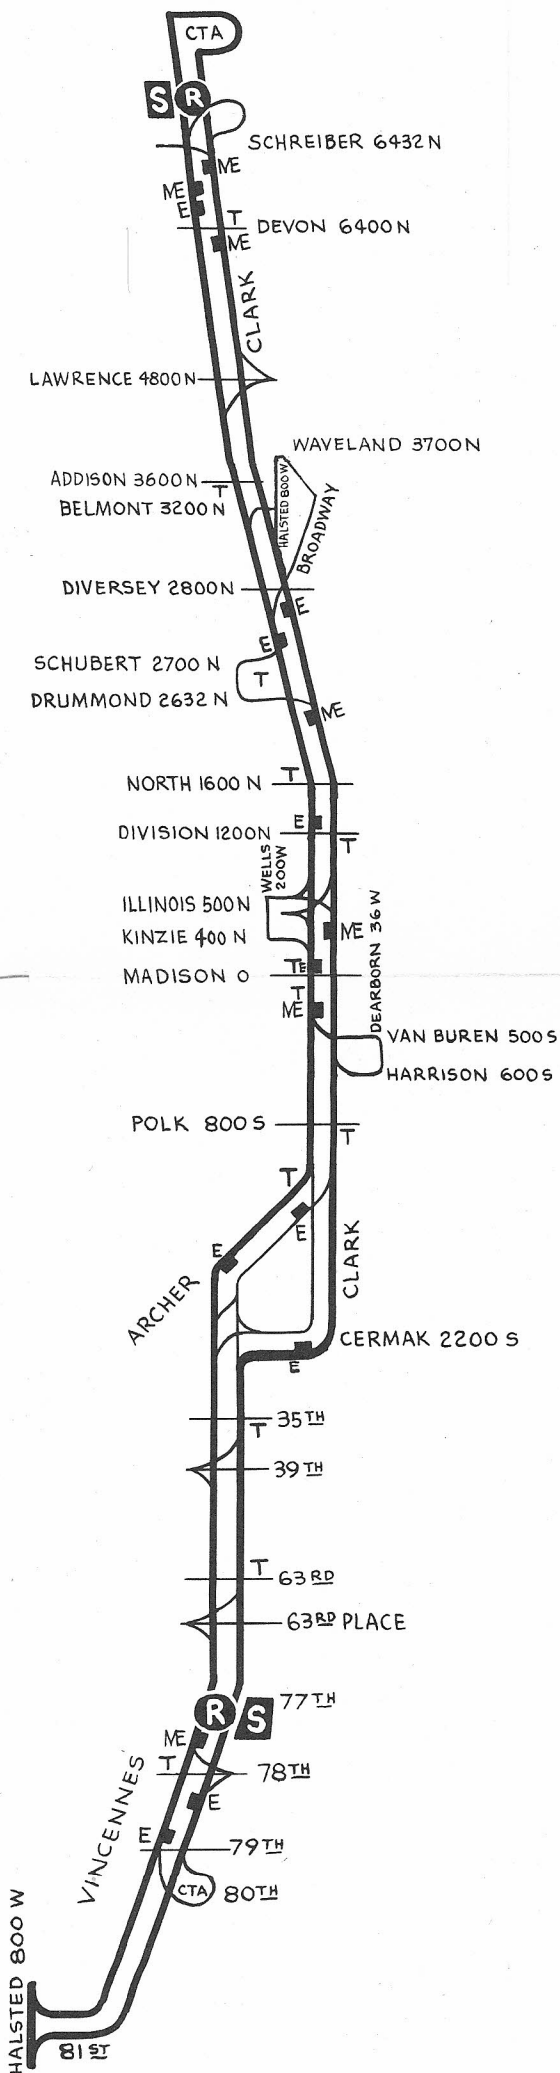 CTA
S R
SCHREIBER 6432 N
ME
ME
E
T
DEVON 6400 N
ME
CLARK
LAWRENCE 4800 N
WAVELAND 3700 N
ADDISON 3600 N
T
HALSTED 800 W
BELMONT 3200 N
BROADWAY
DIVERSEY 2800 N
E
E
SCHUBERT 2700 N
T
DRUMMOND 2632 N
ME
T
NORTH 1600 N
E
DIVISION 1200 N
T
WELLS
200 W
ILLINOIS 500 N
DEARBORN 36 W
ME
KINZIE 400 N
TE
MADISON 0
T
ME
VAN BUREN 500 S
HARRISON 600 S
POLK 800 S
T
T
E
CLARK
E
ARCHER
CERMAK 2200 S
E
35TH
T
39TH
T
63RD
63RD PLACE
77TH
R S
ME
T
78TH
VINCENNES
E
E
79TH
CTA
80TH
HALSTED 800 W
81ST